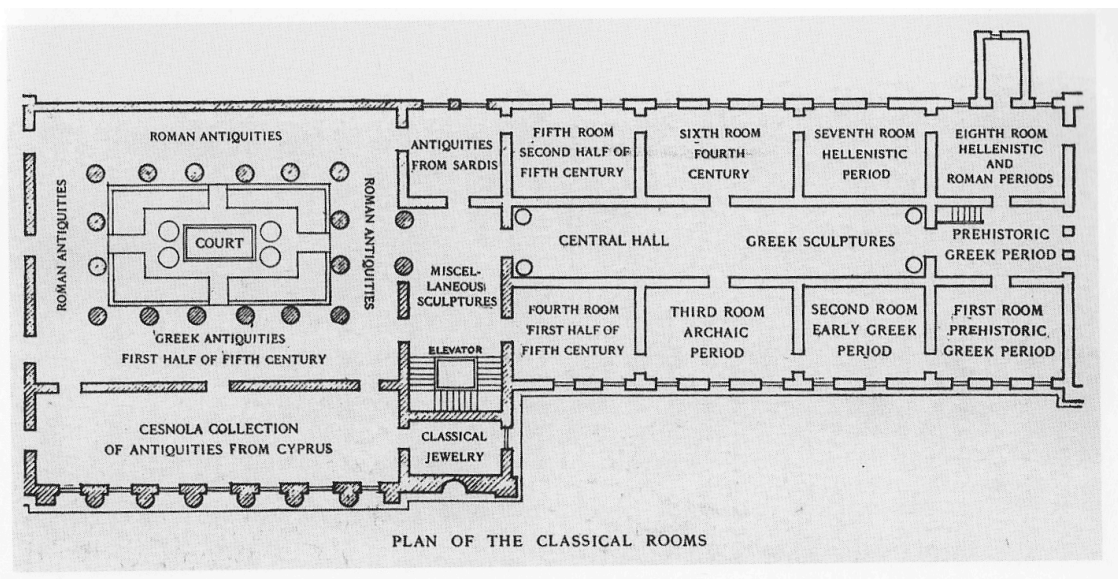 ROMAN ANTIQUITIES
ROMAN ANTIQUITIES
COURT
ROMAN ANTIQUITIES
GREEK ANTIQUITIES
FIRST HALF OF FIFTH CENTURY
CESNOLA COLLECTION
OF ANTIQUITIES FROM CYPRUS
ANTIQUITIES
FROM SARDIS
MISCEL-
LANEOUS
SCULPTURES
ELEVATOR
CLASSICAL
JEWELRY
FIFTH ROOM
SECOND HALF OF
FIFTH CENTURY
SIXTH ROOM
FOURTH
CENTURY
SEVENTH ROOM
HELLENISTIC
PERIOD
EIGHTH ROOM
HELLENISTIC
AND
ROMAN PERIODS
CENTRAL HALL
GREEK SCULPTURES
PREHISTORIC
GREEK PERIOD
FOURTH ROOM
FIRST HALF OF
FIFTH CENTURY
THIRD ROOM
ARCHAIC
PERIOD
SECOND ROOM
EARLY GREEK
PERIOD
FIRST ROOM
PREHISTORIC
GREEK PERIOD
PLAN OF THE CLASSICAL ROOMS